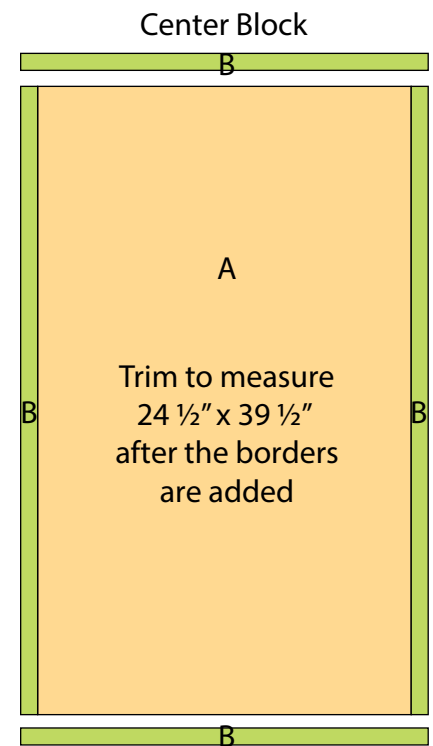 Center Block
B
A
Trim to measure
24 ½” x 39 ½”
after the borders
are added
B
B
B